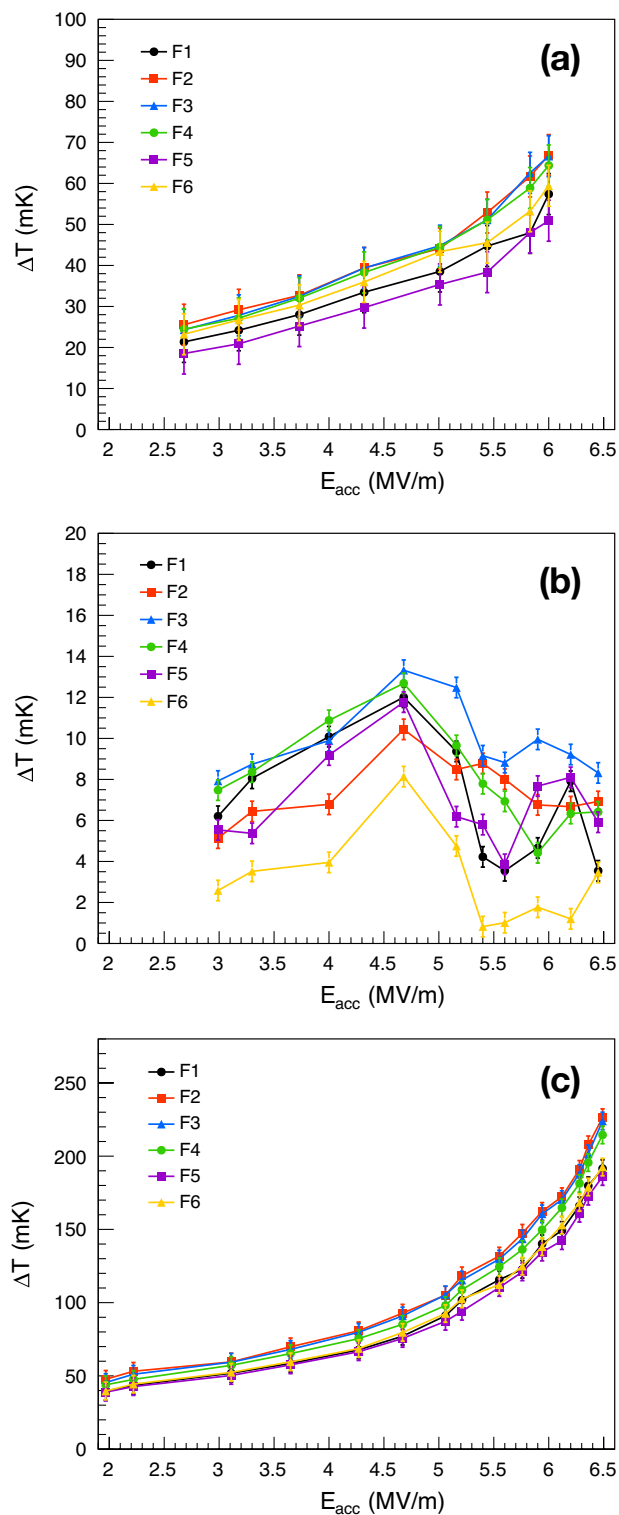 100
90
80
70
60
50
40
30
20
10
0
ΔT (mK)
F1
F2
F3
F4
F5
F6
(a)
2 2.5 3 3.5 4 4.5 5 5.5 6 6.5
E_acc (MV/m)
20
18
16
14
12
10
8
6
4
2
0
ΔT (mK)
F1
F2
F3
F4
F5
F6
(b)
2 2.5 3 3.5 4 4.5 5 5.5 6 6.5
E_acc (MV/m)
250
200
150
100
50
0
ΔT (mK)
F1
F2
F3
F4
F5
F6
(c)
2 2.5 3 3.5 4 4.5 5 5.5 6 6.5
E_acc (MV/m)